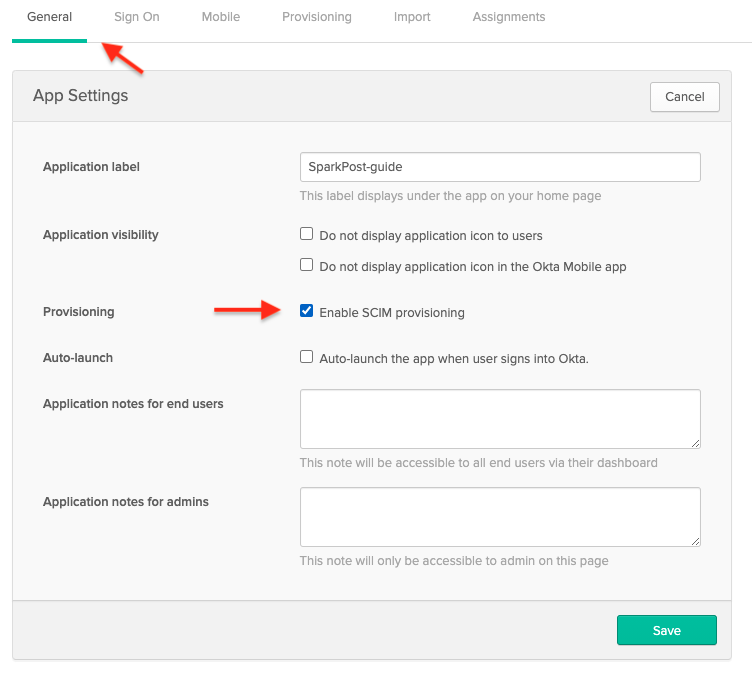 General Sign On Mobile Provisioning Import Assignments
App Settings Cancel
Application label SparkPost-guide
This label displays under the app on your home page
Application visibility Do not display application icon to users
Do not display application icon in the Okta Mobile app
Provisioning Enable SCIM provisioning
Auto-launch Auto-launch the app when user signs into Okta.
Application notes for end users
This note will be accessible to all end users via their dashboard
Application notes for admins
This note will only be accessible to admin on this page
Save